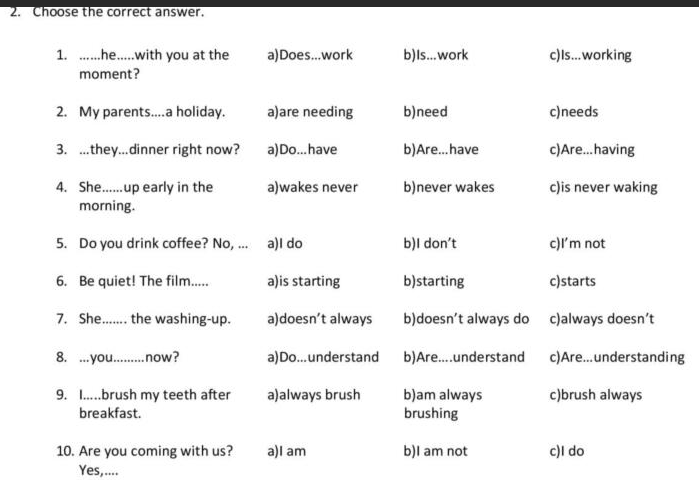 2. Choose the correct answer.
1. ......he.....with you at the moment? a)Does...work b)Is...work c)Is...working
2. My parents....a holiday. a)are needing b)need c)needs
3. ...they...dinner right now? a)Do...have b)Are...have c)Are...having
4. She......up early in the morning. a)wakes never b)never wakes c)is never waking
5. Do you drink coffee? No, ... a)I do b)I don't c)I'm not
6. Be quiet! The film..... a)is starting b)starting c)starts
7. She....... the washing-up. a)doesn't always b)doesn't always do c)always doesn't
8. ...you.........now? a)Do...understand b)Are....understand c)Are...understanding
9. I.....brush my teeth after breakfast. a)always brush b)am always brushing c)brush always
10. Are you coming with us? Yes,.... a)I am b)I am not c)I do